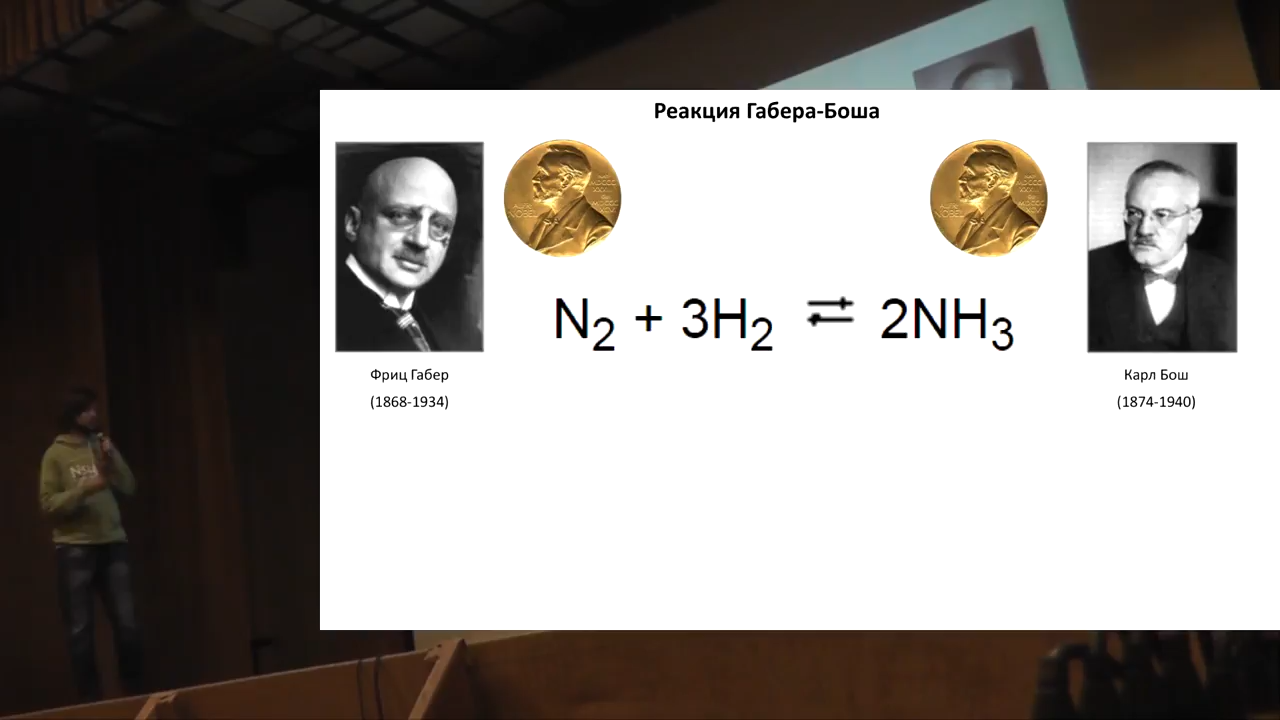 Реакция Габера-Боша
N₂ + 3H₂ ⇄ 2NH₃
Фриц Габер
(1868-1934)
Карл Бош
(1874-1940)